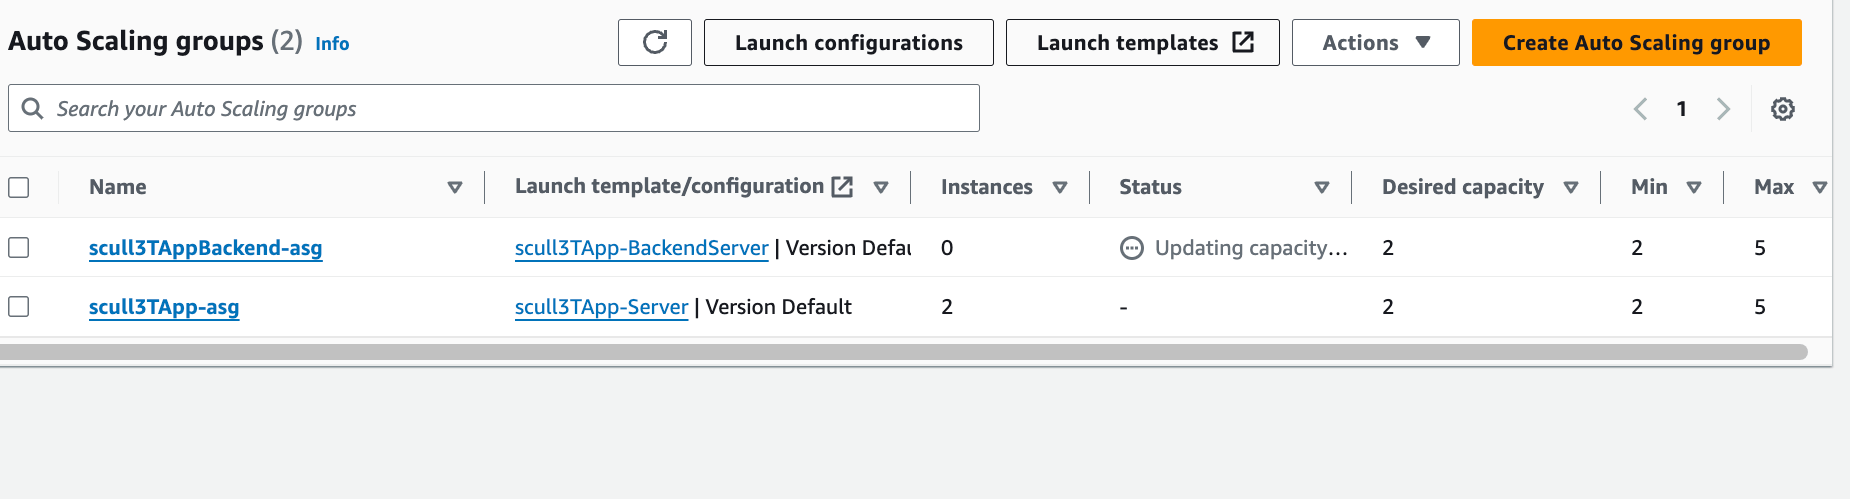 Auto Scaling groups (2) Info
Launch configurations
Launch templates
Actions
Create Auto Scaling group
Search your Auto Scaling groups
1
Name Launch template/configuration Instances Status Desired capacity Min Max
scull3TAppBackend-asg scull3TApp-BackendServer | Version Defau 0 Updating capacity... 2 2 5
scull3TApp-asg scull3TApp-Server | Version Default 2 - 2 2 5